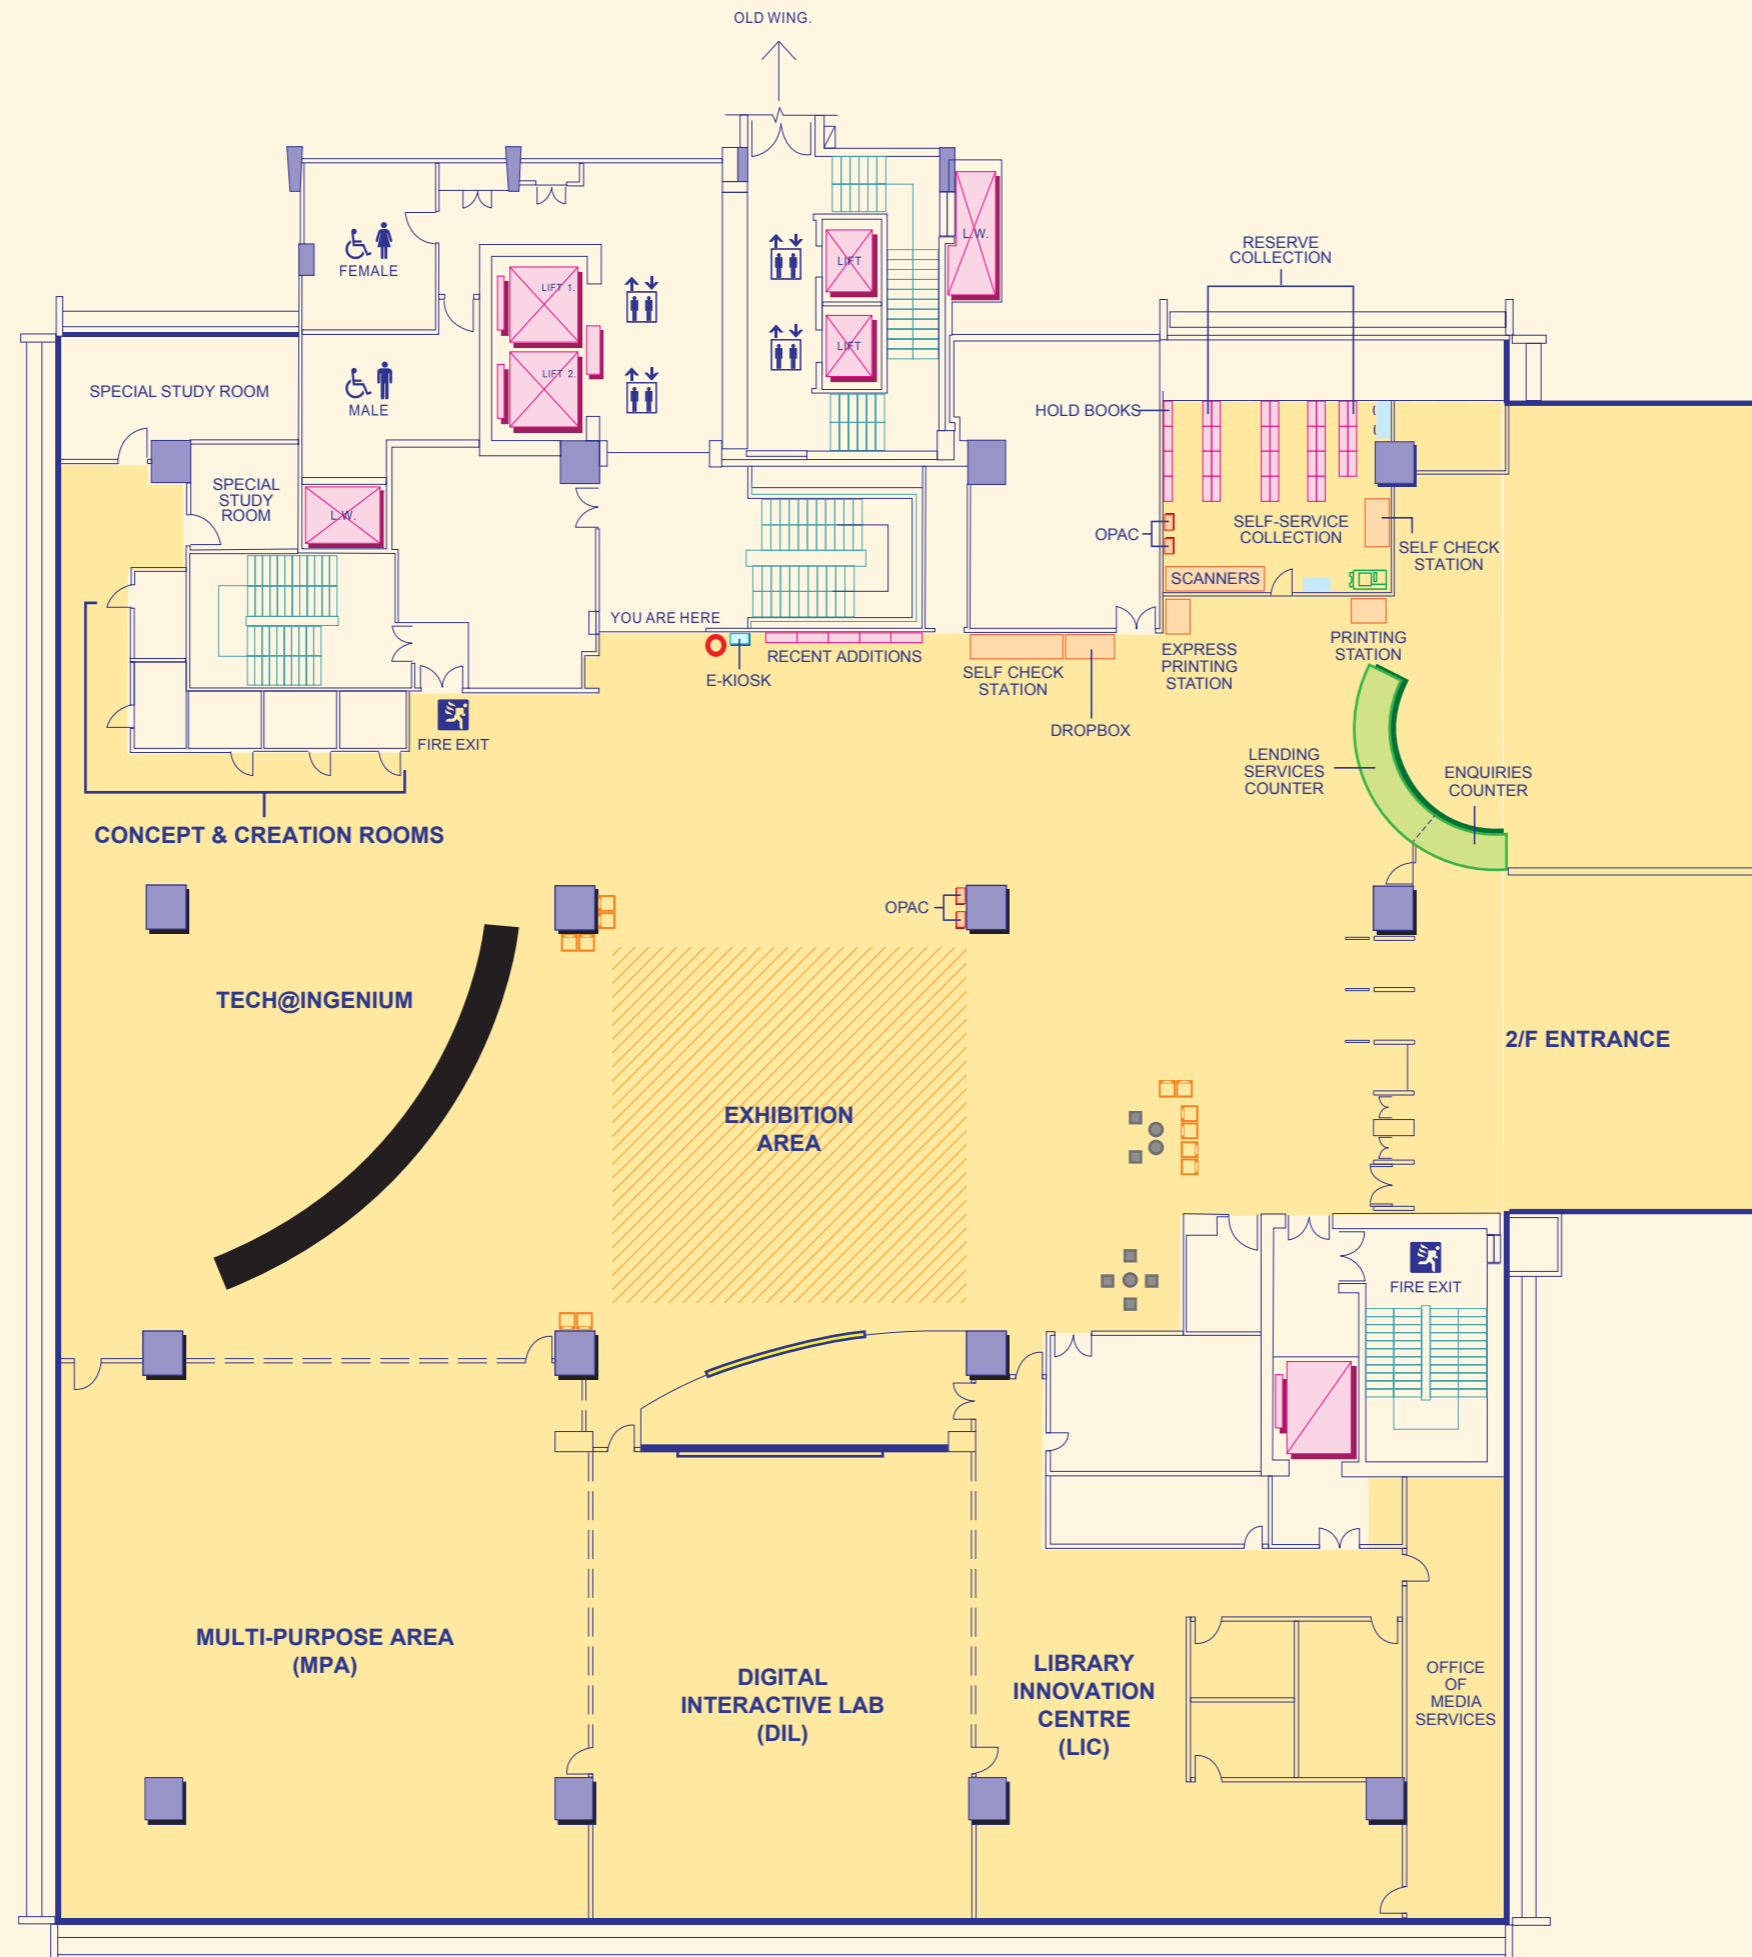 OLD WING.
FEMALE
LIFT 1.
LIFT
L.W.
RESERVE
COLLECTION
LIFT
LIFT 2.
SPECIAL STUDY ROOM
MALE
HOLD BOOKS
SPECIAL
STUDY
ROOM
L.W.
OPAC
SELF-SERVICE
COLLECTION
SELF CHECK
STATION
SCANNERS
YOU ARE HERE
E-KIOSK
RECENT ADDITIONS
SELF CHECK
STATION
DROPBOX
EXPRESS
PRINTING
STATION
PRINTING
STATION
FIRE EXIT
LENDING
SERVICES
COUNTER
ENQUIRIES
COUNTER
CONCEPT & CREATION ROOMS
OPAC
TECH@INGENIUM
2/F ENTRANCE
EXHIBITION
AREA
FIRE EXIT
MULTI-PURPOSE AREA
(MPA)
DIGITAL
INTERACTIVE LAB
(DIL)
LIBRARY
INNOVATION
CENTRE
(LIC)
OFFICE
OF
MEDIA
SERVICES